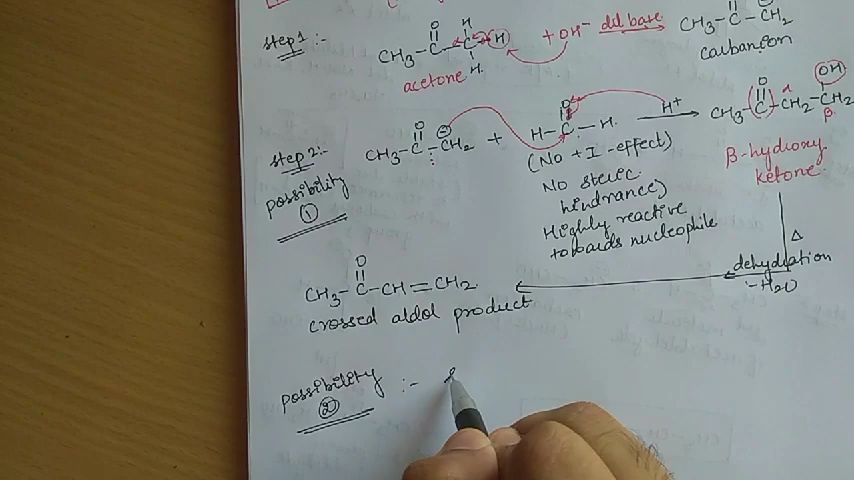 step 1 :-
O H
CH3-C-C-H + OH- dil base CH3-C-CH2
H
acetone
carbanion
step 2 :-
O O O OH
CH3-C-CH2 + H-C-H H+ CH3-C-CH2-CH2
α β
possibility
①
(No + I-effect)
No steric
hindrance)
Highly reactive
towards nucleophile
β-hydroxy
ketone
Δ
dehydration
-H2O
O
CH3-C-CH=CH2
crossed aldol product
possibility :-
②